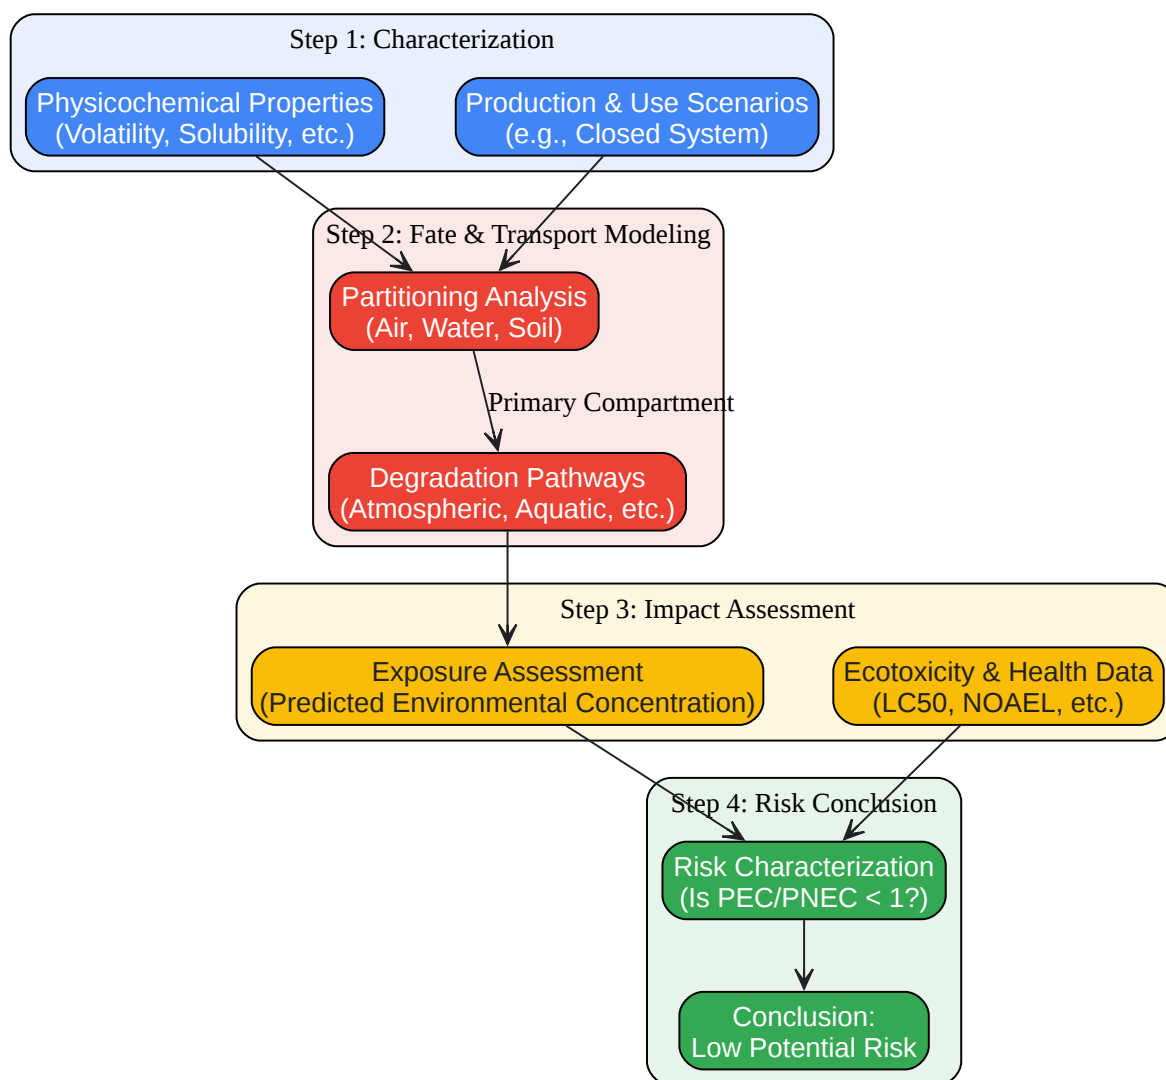 Step 1: Characterization
Physicochemical Properties
(Volatility, Solubility, etc.)
Production & Use Scenarios
(e.g., Closed System)
Step 2: Fate & Transport Modeling
Partitioning Analysis
(Air, Water, Soil)
Primary Compartment
Degradation Pathways
(Atmospheric, Aquatic, etc.)
Step 3: Impact Assessment
Exposure Assessment
(Predicted Environmental Concentration)
Ecotoxicity & Health Data
(LC50, NOAEL, etc.)
Step 4: Risk Conclusion
Risk Characterization
(Is PEC/PNEC < 1?)
Conclusion:
Low Potential Risk